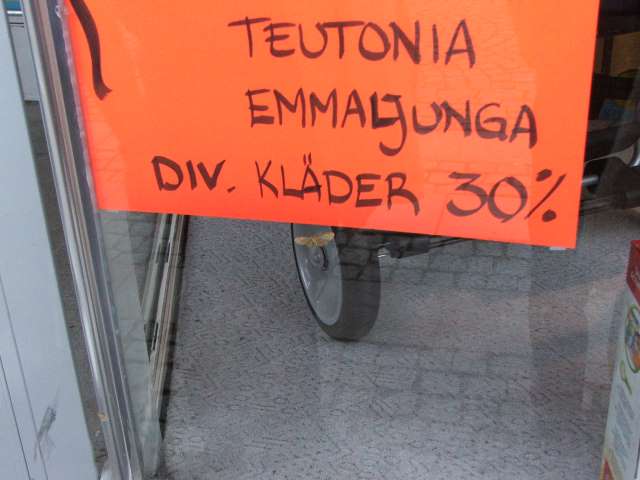 TEUTONIA
EMMALJUNGA
DIV. KLÄDER 30%